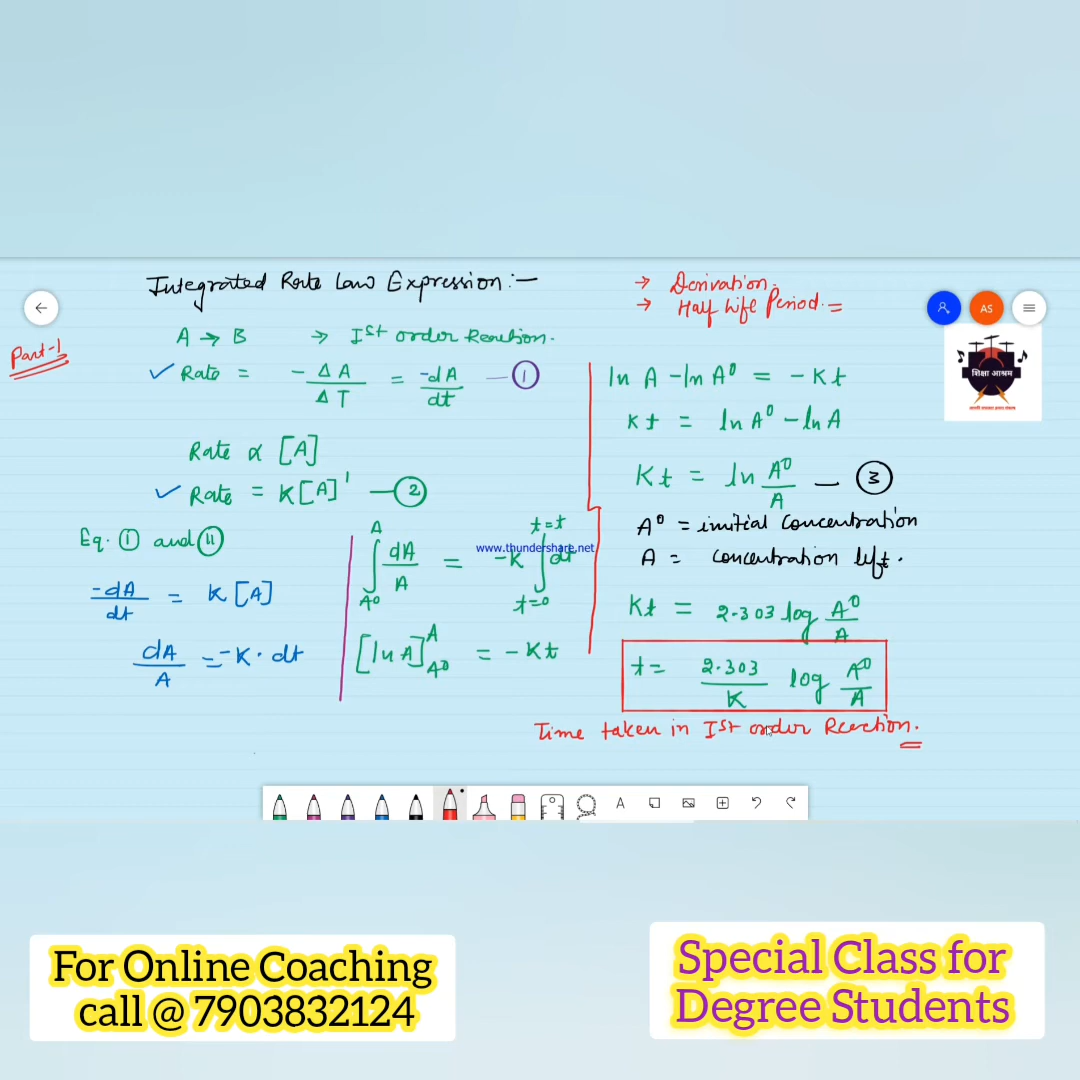 Integrated Rate Law Expression :-
→ Derivation.
→ Half Life Period. =
AS
Part-1
A → B → Ist order Reaction.
✓ Rate = - ΔA / ΔT = -dA / dt — ①
Rate ∝ [A]
✓ Rate = K[A]¹ — ②
Eq. ① and ⑪
-dA / dt = K [A]
dA / A = -K · dt
∫ A⁰ A dA / A = -K ∫ t=0 t=t dt
www.thundershare.net
[ln A] A⁰ A = -Kt
ln A - ln A⁰ = -Kt
Kt = ln A⁰ - ln A
Kt = ln A⁰ / A — ③
A⁰ = initial concentration
A = concentration left.
Kt = 2.303 log A⁰ / A
t = 2.303 / K log A⁰ / A
Time taken in Ist order Reaction.
शिक्षा आश्रम
A
For Online Coaching
call @ 7903832124
Special Class for
Degree Students